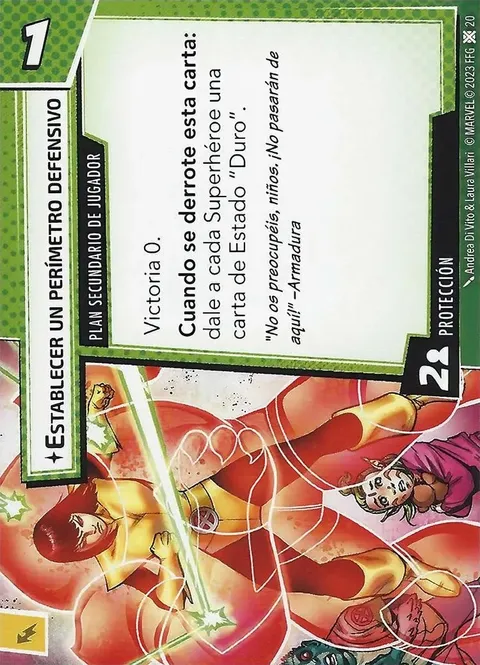 1
ESTABLECER UN PERÍMETRO DEFENSIVO
PLAN SECUNDARIO DE JUGADOR
Victoria 0.
Cuando se derrote esta carta:
dale a cada Superhéroe una
carta de Estado "Duro".
"No os preocupéis, niños. ¡No pasarán de
aquí!" –Armadura
2
PROTECCIÓN
Andrea Di Vito & Laura Villari © MARVEL © 2023 FFG 20